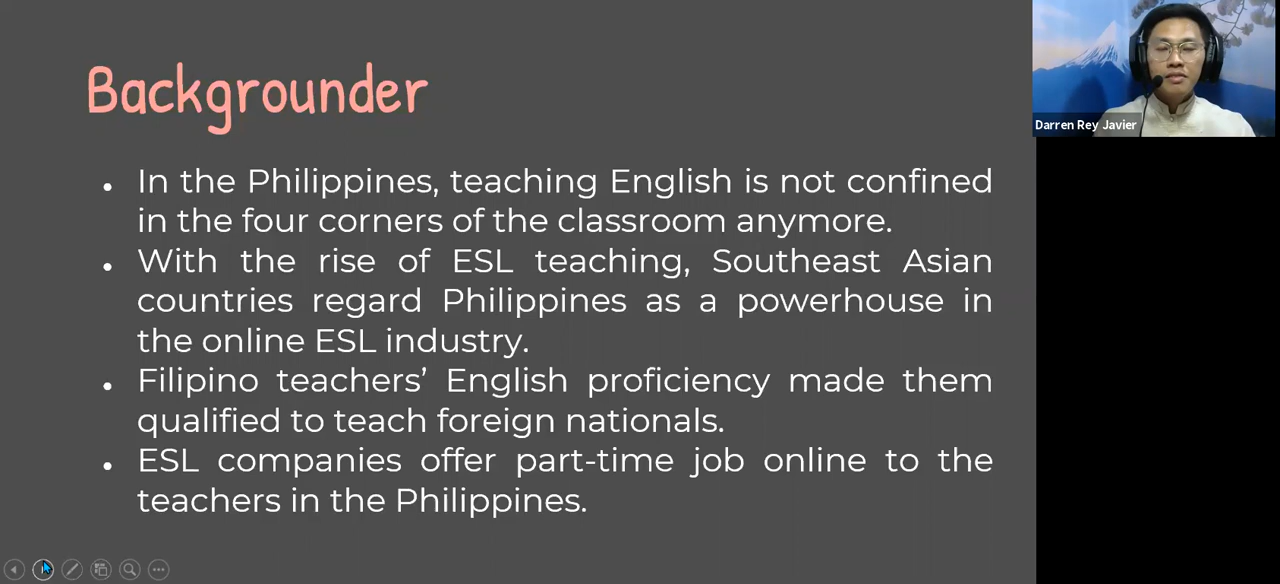 Backgrounder
• In the Philippines, teaching English is not confined
in the four corners of the classroom anymore.
• With the rise of ESL teaching, Southeast Asian
countries regard Philippines as a powerhouse in
the online ESL industry.
• Filipino teachers’ English proficiency made them
qualified to teach foreign nationals.
• ESL companies offer part-time job online to the
teachers in the Philippines.
Darren Rey Javier